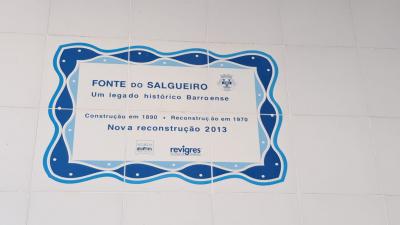 FONTE DO SALGUEIRO
Um legado histórico Barroense
Construção em 1890 • Reconstrução em 1970
Nova reconstrução 2013
revigres